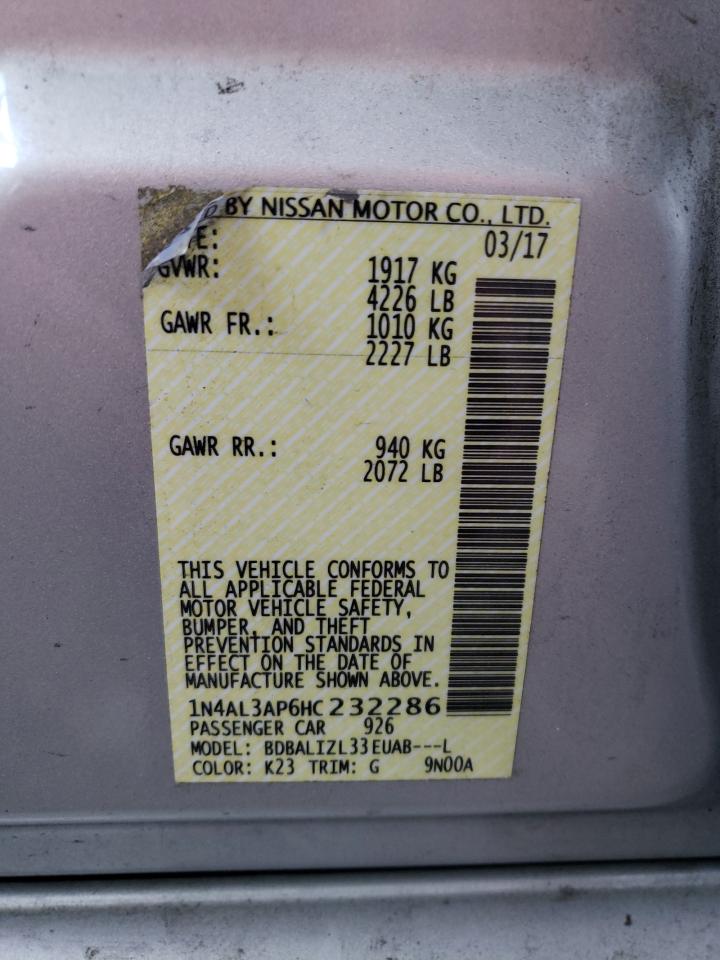 BY NISSAN MOTOR CO., LTD.
03/17
GVWR: 1917 KG
4226 LB
GAWR FR.: 1010 KG
2227 LB
GAWR RR.: 940 KG
2072 LB
THIS VEHICLE CONFORMS TO
ALL APPLICABLE FEDERAL
MOTOR VEHICLE SAFETY,
BUMPER, AND THEFT
PREVENTION STANDARDS IN
EFFECT ON THE DATE OF
MANUFACTURE SHOWN ABOVE.
1N4AL3AP6HC232286
PASSENGER CAR 926
MODEL: BDBALIZL33EUAB---L
COLOR: K23 TRIM: G 9N00A